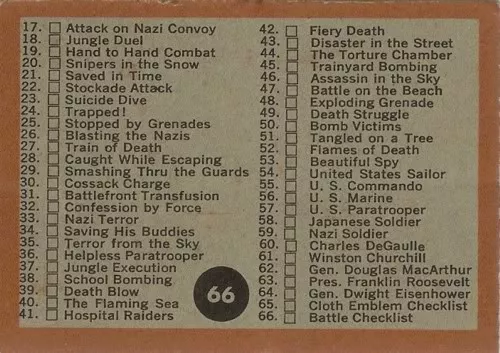 17. Attack on Nazi Convoy
18. Jungle Duel
19. Hand to Hand Combat
20. Snipers in the Snow
21. Saved in Time
22. Stockade Attack
23. Suicide Dive
24. Trapped!
25. Stopped by Grenades
26. Blasting the Nazis
27. Train of Death
28. Caught While Escaping
29. Smashing Thru the Guards
30. Cossack Charge
31. Battlefront Transfusion
32. Confession by Force
33. Nazi Terror
34. Saving His Buddies
35. Terror from the Sky
36. Helpless Paratrooper
37. Jungle Execution
38. School Bombing
39. Death Blow
40. The Flaming Sea
41. Hospital Raiders
42. Fiery Death
43. Disaster in the Street
44. The Torture Chamber
45. Trainyard Bombing
46. Assassin in the Sky
47. Battle on the Beach
48. Exploding Grenade
49. Death Struggle
50. Bomb Victims
51. Tangled on a Tree
52. Flames of Death
53. Beautiful Spy
54. United States Sailor
55. U. S. Commando
56. U. S. Marine
57. U. S. Paratrooper
58. Japanese Soldier
59. Nazi Soldier
60. Charles DeGaulle
61. Winston Churchill
62. Gen. Douglas MacArthur
63. Pres. Franklin Roosevelt
64. Gen. Dwight Eisenhower
65. Cloth Emblem Checklist
66. Battle Checklist
66